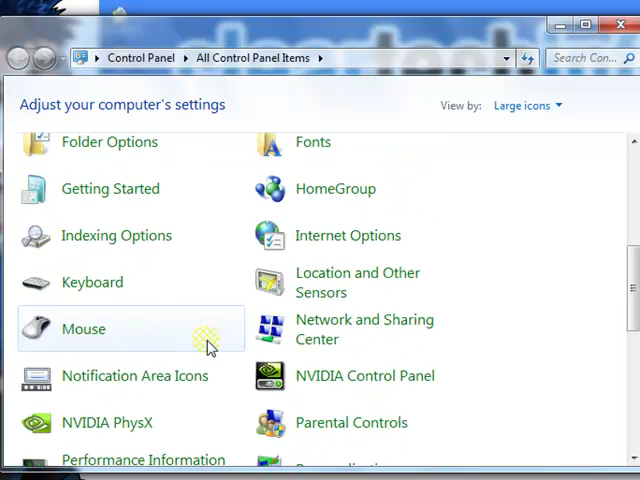 Control Panel
All Control Panel Items
Search Con...
Adjust your computer's settings
View by:
Large icons
Folder Options
Fonts
Getting Started
HomeGroup
Indexing Options
Internet Options
Keyboard
Location and Other
Sensors
Mouse
Network and Sharing
Center
Notification Area Icons
NVIDIA Control Panel
NVIDIA PhysX
Parental Controls
Performance Information